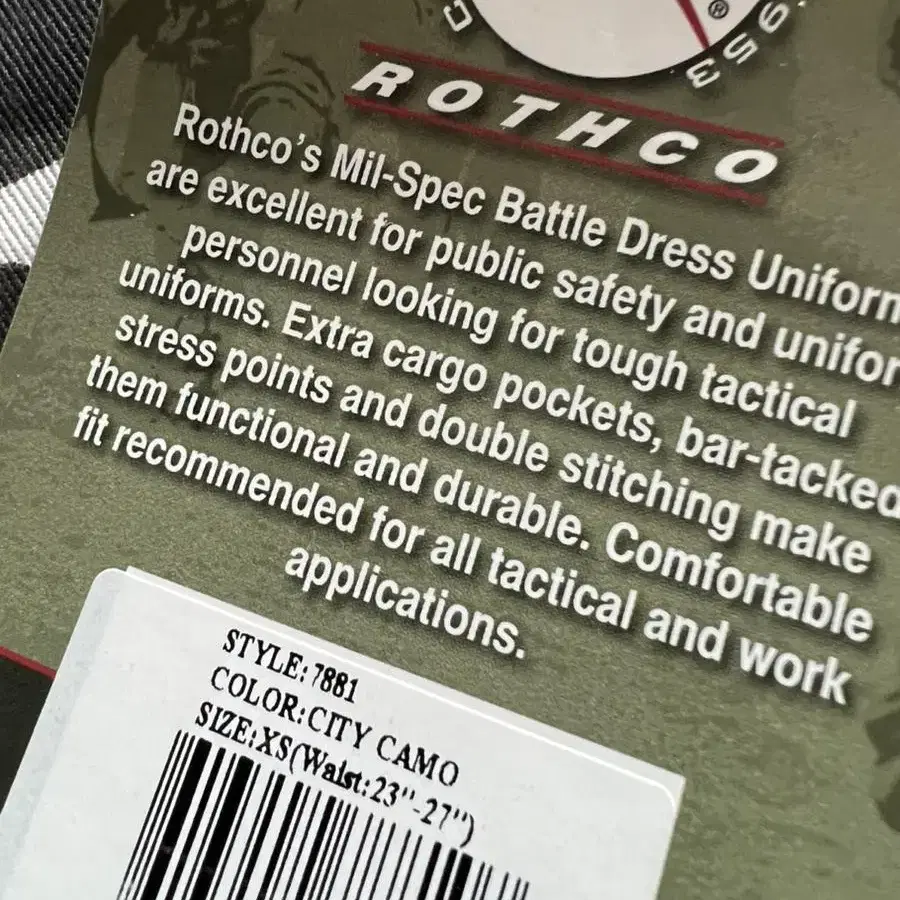 1953
®
ROTHCO
Rothco's Mil-Spec Battle Dress Uniform
are excellent for public safety and unifor
personnel looking for tough tactical
uniforms. Extra cargo pockets, bar-tacked
stress points and double stitching make
them functional and durable. Comfortable
fit recommended for all tactical and work
applications.
STYLE:7881
COLOR:CITY CAMO
SIZE:XS(Waist:23"-27")